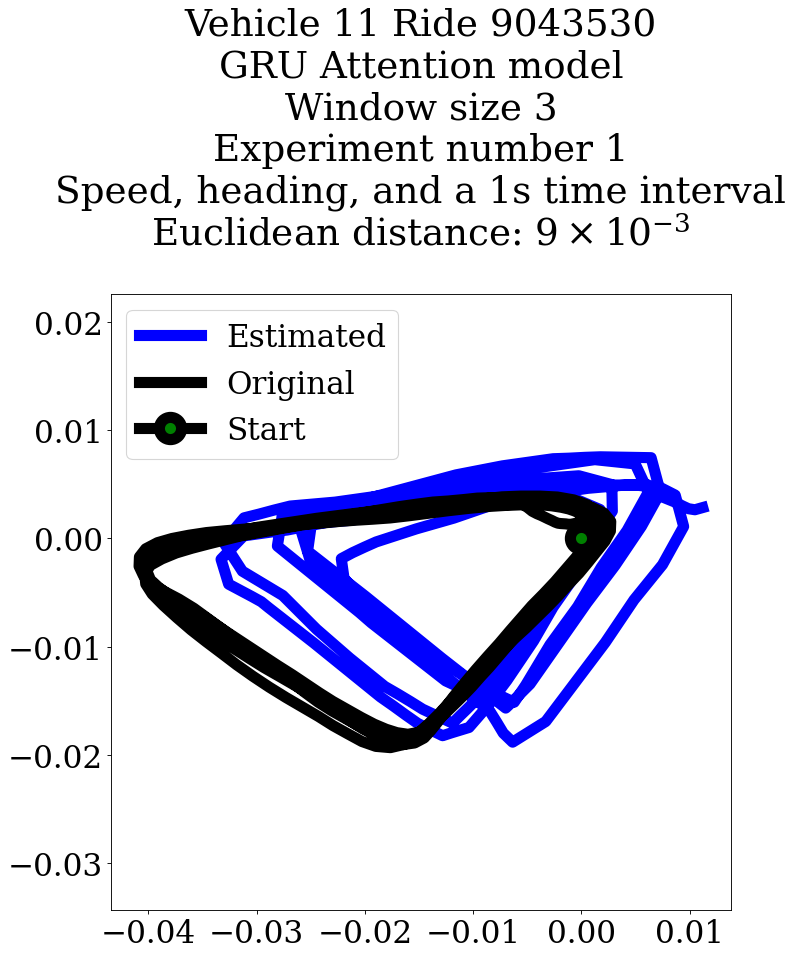 Vehicle 11 Ride 9043530
GRU Attention model
Window size 3
Experiment number 1
Speed, heading, and a 1s time interval
Euclidean distance: 9 × 10⁻³
Estimated
Original
Start
0.02
0.01
0.00
−0.01
−0.02
−0.03
−0.04 −0.03 −0.02 −0.01 0.00 0.01